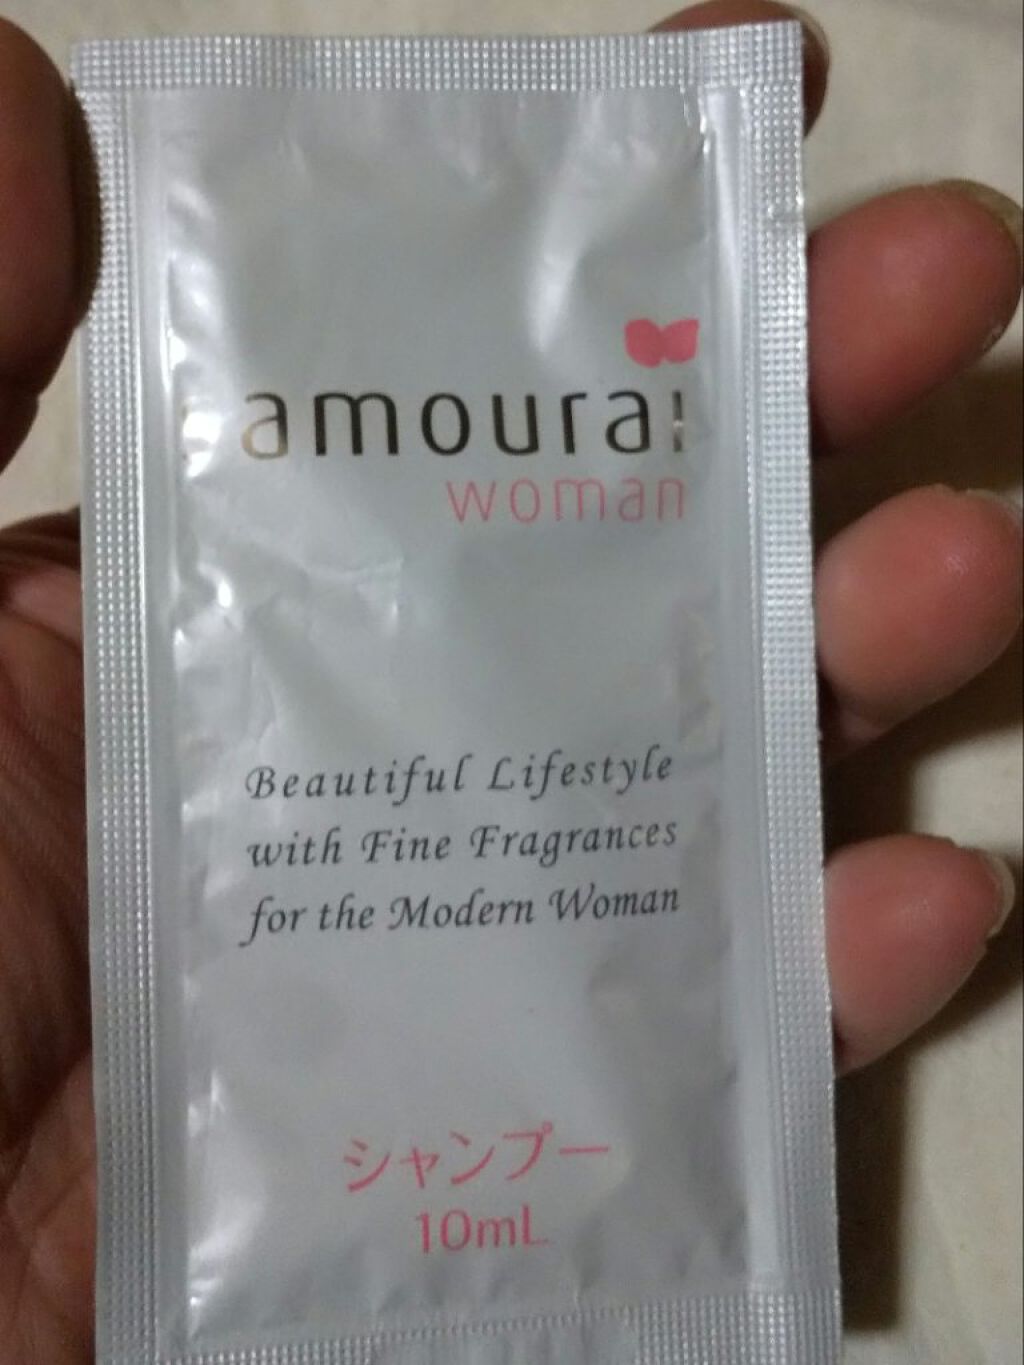 amourai
woman
Beautiful Lifestyle
with Fine Fragrances
for the Modern Woman
シャンプー
10mL